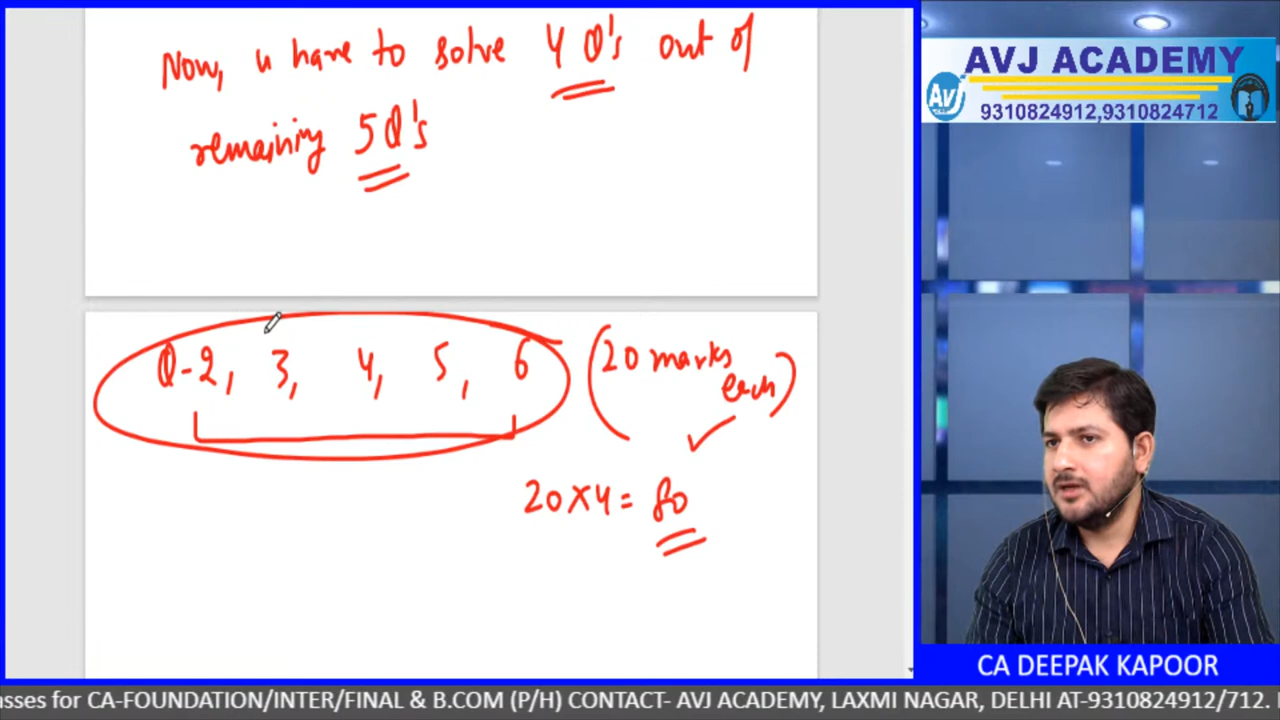 Now, u have to solve 4 Q's out of
remaining 5 Q's
Q-2, 3, 4, 5, 6 (20 marks
each)
20×4 = 80
AVJ ACADEMY
AV
9310824912,9310824712
CA DEEPAK KAPOOR
asses for CA-FOUNDATION/INTER/FINAL & B.COM (P/H) CONTACT- AVJ ACADEMY, LAXMI NAGAR, DELHI AT-9310824912/712.